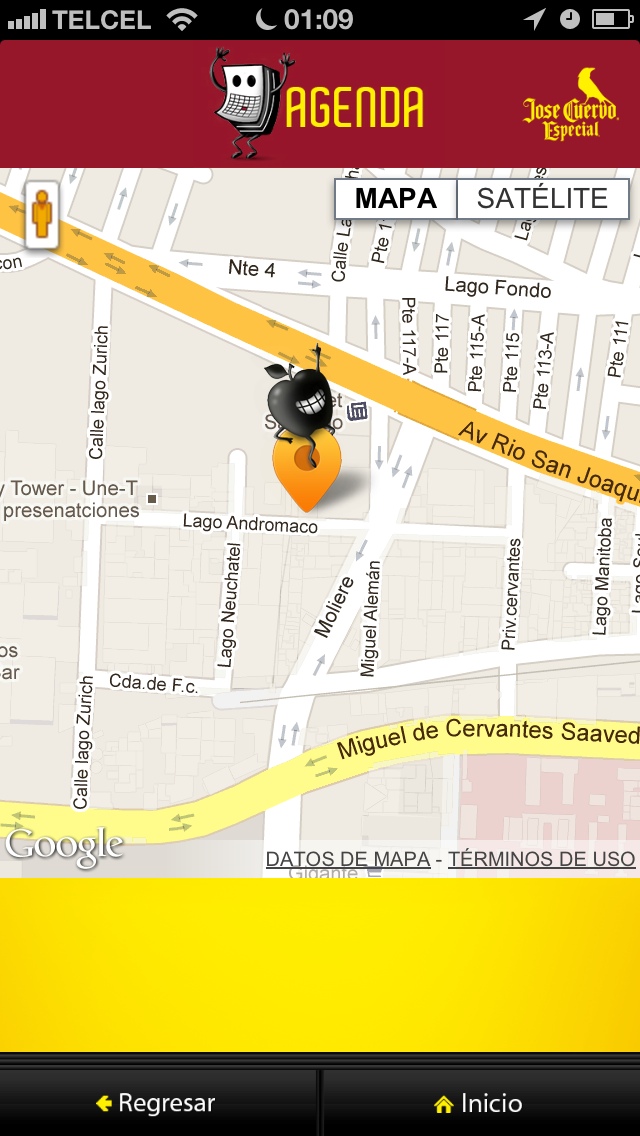 TELCEL 01:09
AGENDA
Jose Cuervo
Especial
MAPA SATÉLITE
Calle La
Pte 1
Lag
con
Nte 4
Lago Fondo
Pte 117-A
Pte 117
Pte 115-A
Pte 115
Pte 113-A
Pte 111
Calle lago Zurich
et
Av Rio San Joaqu
y Tower - Une-T
presenatciones
Lago Andromaco
Lago Neuchatel
Moliere
Miguel Alemán
Priv.cervantes
Lago Manitoba
os
ar
Cda.de F.c.
Calle lago Zurich
Miguel de Cervantes Saaved
Google
DATOS DE MAPA - TÉRMINOS DE USO
Gigante
Regresar
Inicio